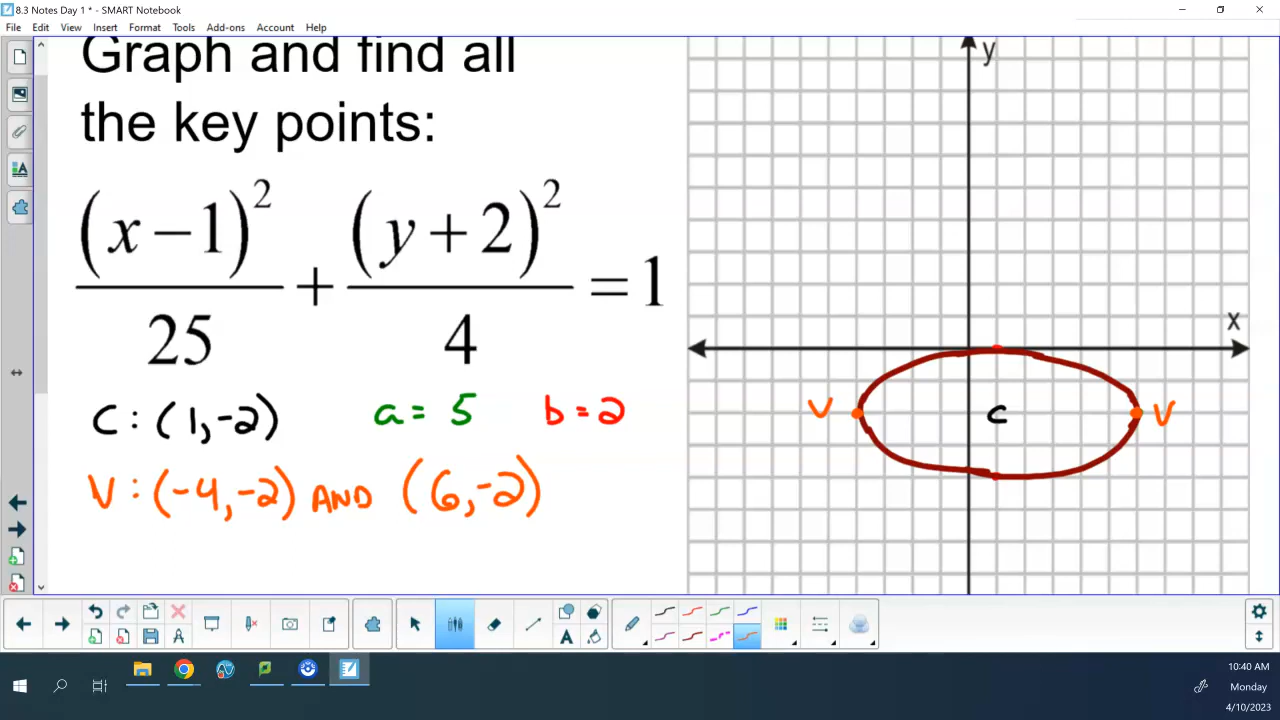 8.3 Notes Day 1 * - SMART Notebook
File Edit View Insert Format Tools Add-ons Account Help
Graph and find all
the key points:
(x-1)^2/25 + (y+2)^2/4 = 1
C: (1,-2) a= 5 b=2
V: (-4,-2) AND (6,-2)
y
x
V C V
10:40 AM
Monday
4/10/2023